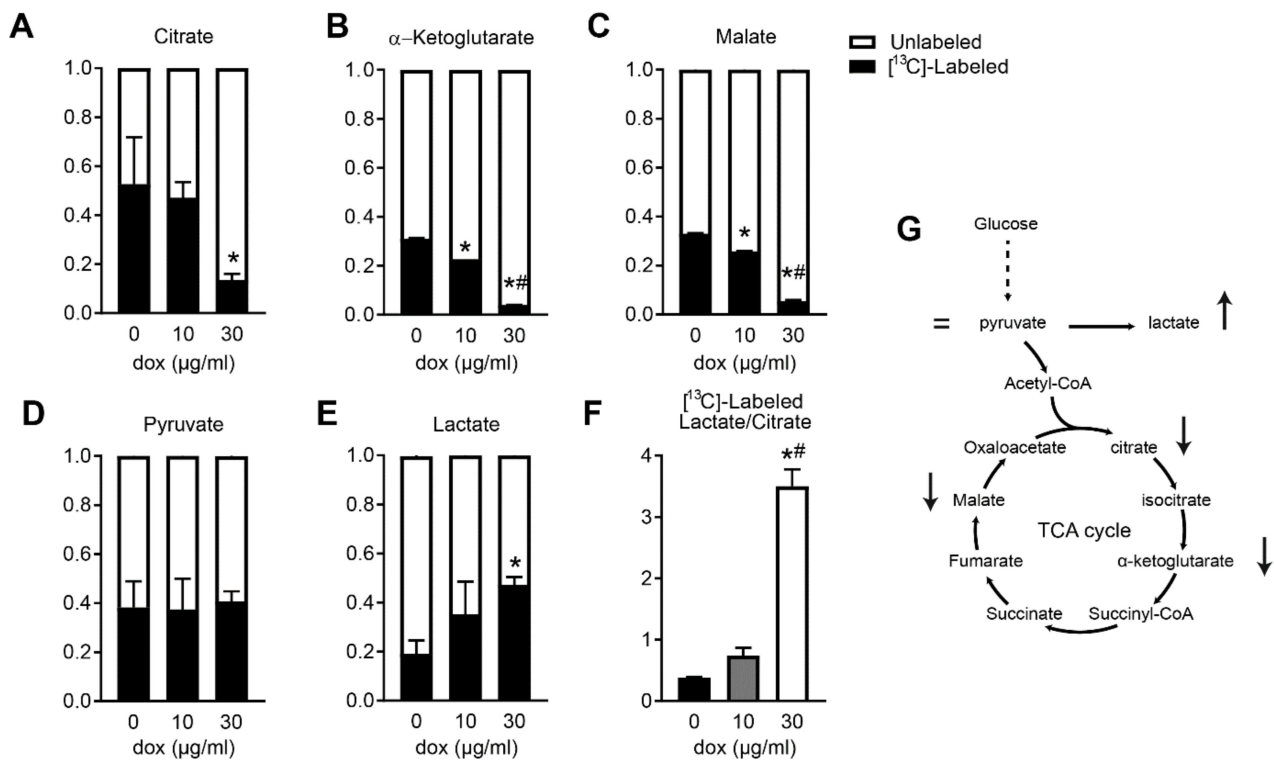 A
Citrate
1.0
0.8
0.6
0.4
0.2
0.0
*
0 10 30
dox (µg/ml)
B
α–Ketoglutarate
1.0
0.8
0.6
0.4
0.2
0.0
*
*#
0 10 30
dox (µg/ml)
C
Malate
1.0
0.8
0.6
0.4
0.2
0.0
*
*#
0 10 30
dox (µg/ml)
Unlabeled
[¹³C]-Labeled
D
Pyruvate
1.0
0.8
0.6
0.4
0.2
0.0
0 10 30
dox (µg/ml)
E
Lactate
1.0
0.8
0.6
0.4
0.2
0.0
*
0 10 30
dox (µg/ml)
F
[¹³C]-Labeled
Lactate/Citrate
4
3
2
1
0
*#
0 10 30
dox (µg/ml)
G
Glucose
= pyruvate lactate
Acetyl-CoA
Oxaloacetate citrate
Malate isocitrate
TCA cycle
Fumarate α-ketoglutarate
Succinate Succinyl-CoA